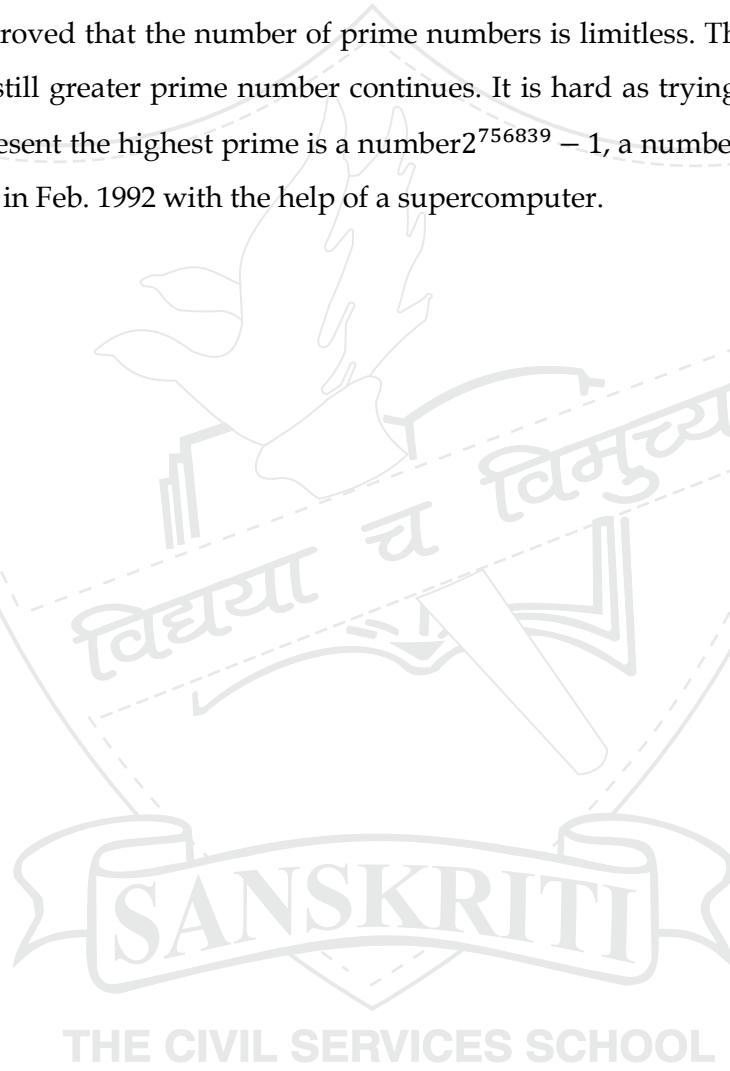 roved that the number of prime numbers is limitless. Th
still greater prime number continues. It is hard as trying
esent the highest prime is a number2⁷⁵⁶⁸³⁹ − 1, a numbe
in Feb. 1992 with the help of a supercomputer.
विद्यया च विमुच्य
SANSKRITI
THE CIVIL SERVICES SCHOOL